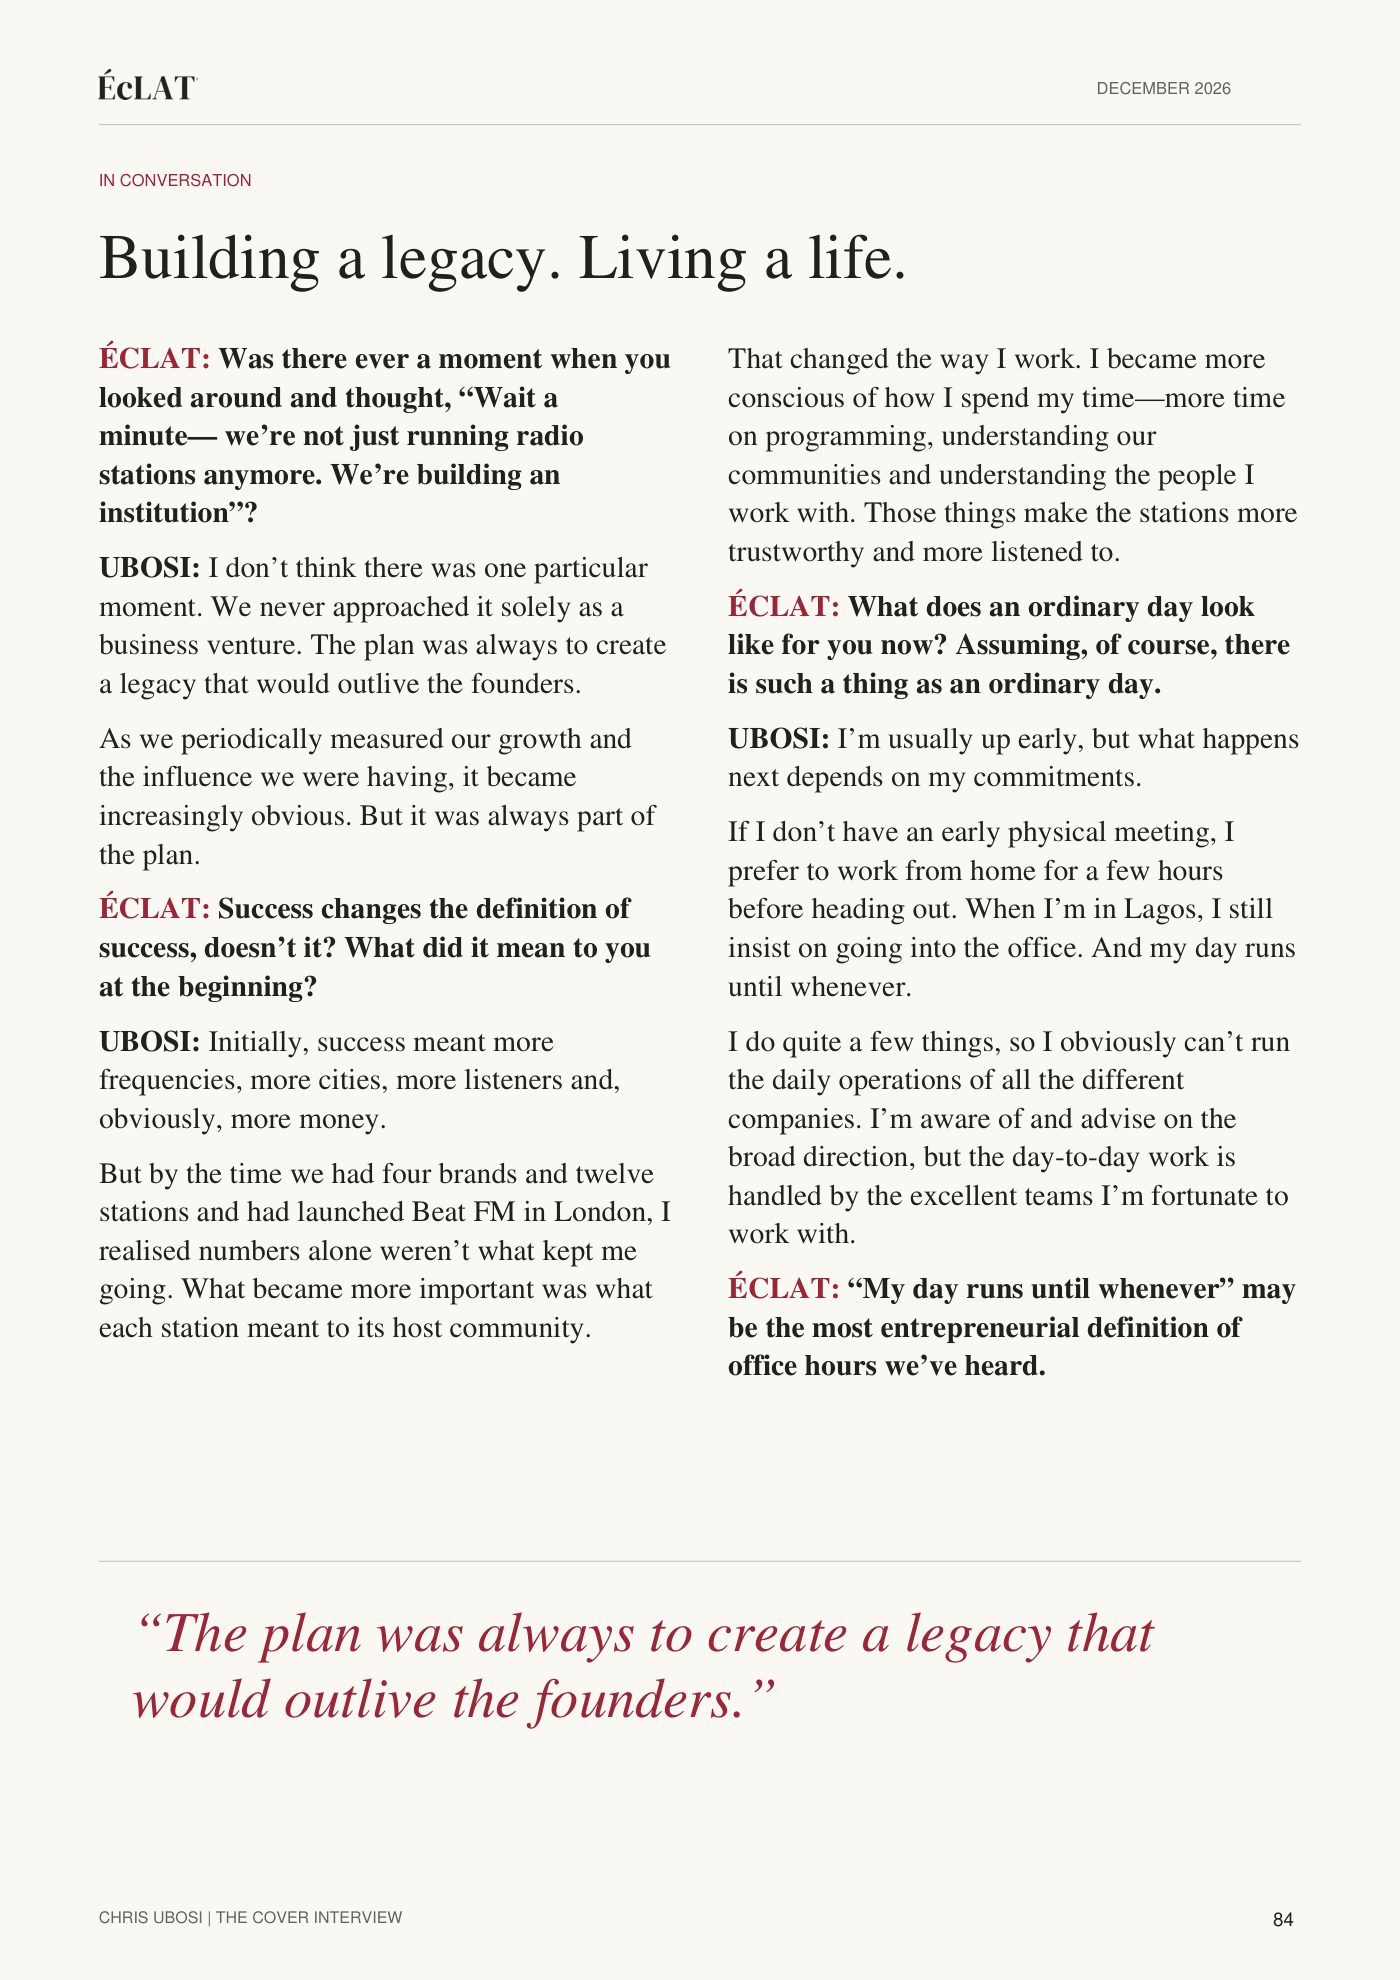 ÉcLAT
DECEMBER 2026
IN CONVERSATION
Building a legacy. Living a life.
ÉCLAT: Was there ever a moment when you
looked around and thought, “Wait a
minute— we’re not just running radio
stations anymore. We’re building an
institution”?
UBOSI: I don’t think there was one particular
moment. We never approached it solely as a
business venture. The plan was always to create
a legacy that would outlive the founders.
As we periodically measured our growth and
the influence we were having, it became
increasingly obvious. But it was always part of
the plan.
ÉCLAT: Success changes the definition of
success, doesn’t it? What did it mean to you
at the beginning?
UBOSI: Initially, success meant more
frequencies, more cities, more listeners and,
obviously, more money.
But by the time we had four brands and twelve
stations and had launched Beat FM in London, I
realised numbers alone weren’t what kept me
going. What became more important was what
each station meant to its host community.
That changed the way I work. I became more
conscious of how I spend my time—more time
on programming, understanding our
communities and understanding the people I
work with. Those things make the stations more
trustworthy and more listened to.
ÉCLAT: What does an ordinary day look
like for you now? Assuming, of course, there
is such a thing as an ordinary day.
UBOSI: I’m usually up early, but what happens
next depends on my commitments.
If I don’t have an early physical meeting, I
prefer to work from home for a few hours
before heading out. When I’m in Lagos, I still
insist on going into the office. And my day runs
until whenever.
I do quite a few things, so I obviously can’t run
the daily operations of all the different
companies. I’m aware of and advise on the
broad direction, but the day-to-day work is
handled by the excellent teams I’m fortunate to
work with.
ÉCLAT: “My day runs until whenever” may
be the most entrepreneurial definition of
office hours we’ve heard.
“The plan was always to create a legacy that
would outlive the founders.”
CHRIS UBOSI | THE COVER INTERVIEW
84